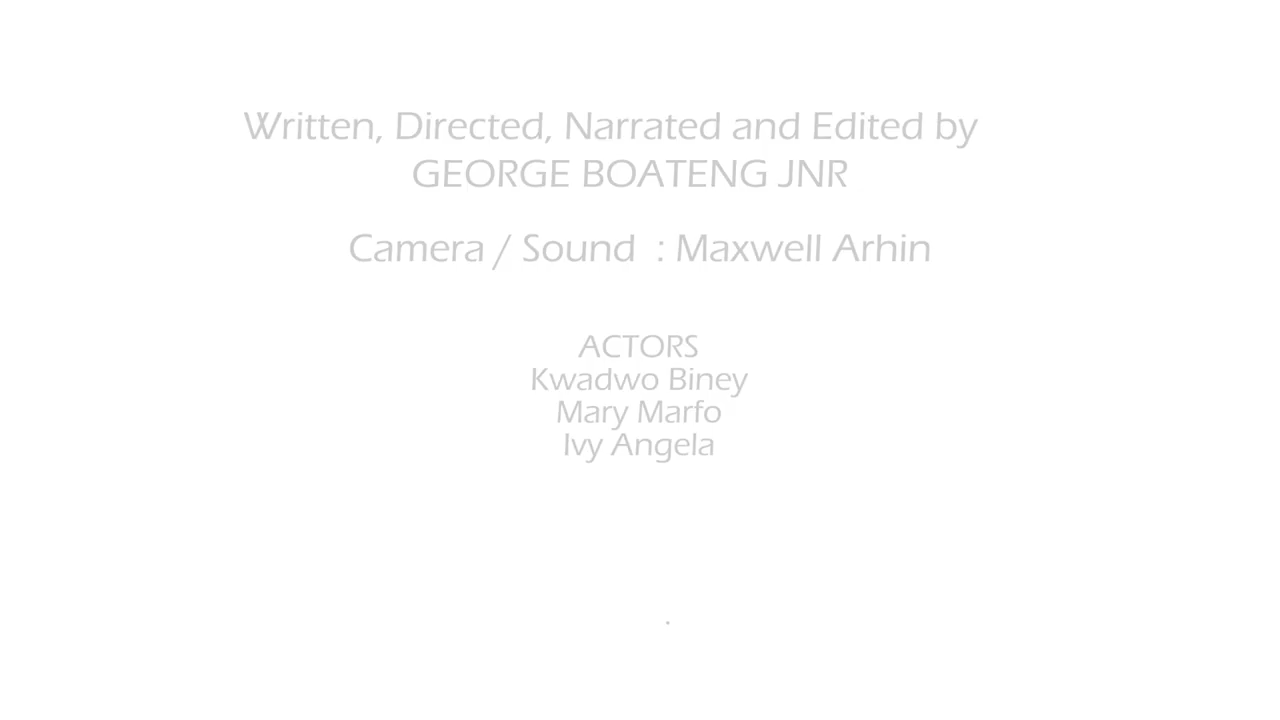 Written, Directed, Narrated and Edited by
GEORGE BOATENG JNR
Camera / Sound : Maxwell Arhin
ACTORS
Kwadwo Biney
Mary Marfo
Ivy Angela
.